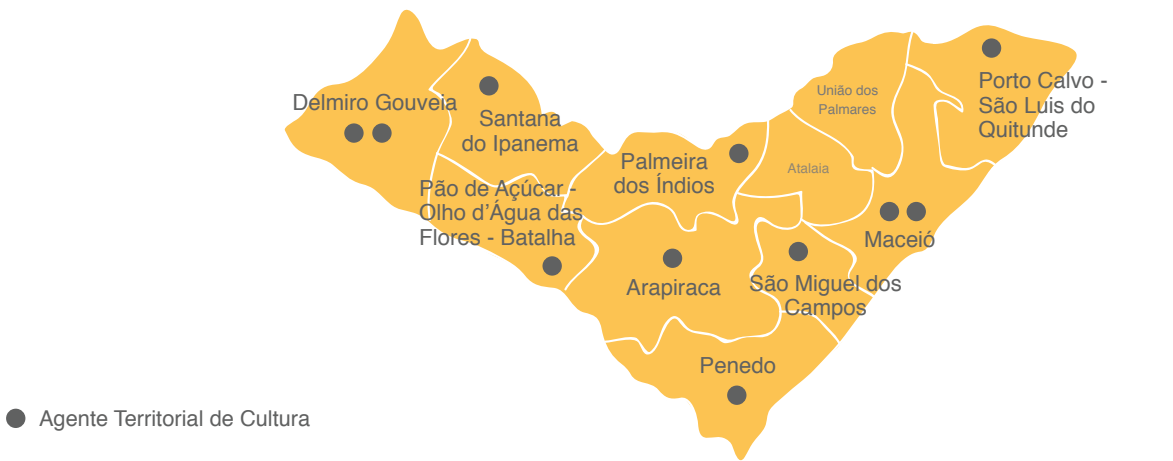 Delmiro Gouveia
Santana
do Ipanema
Pão de Açúcar -
Olho d'Água das
Flores - Batalha
Palmeira
dos Índios
União dos
Palmares
Atalaia
Porto Calvo -
São Luis do
Quitunde
Maceió
Arapiraca
São Miguel dos
Campos
Penedo
Agente Territorial de Cultura